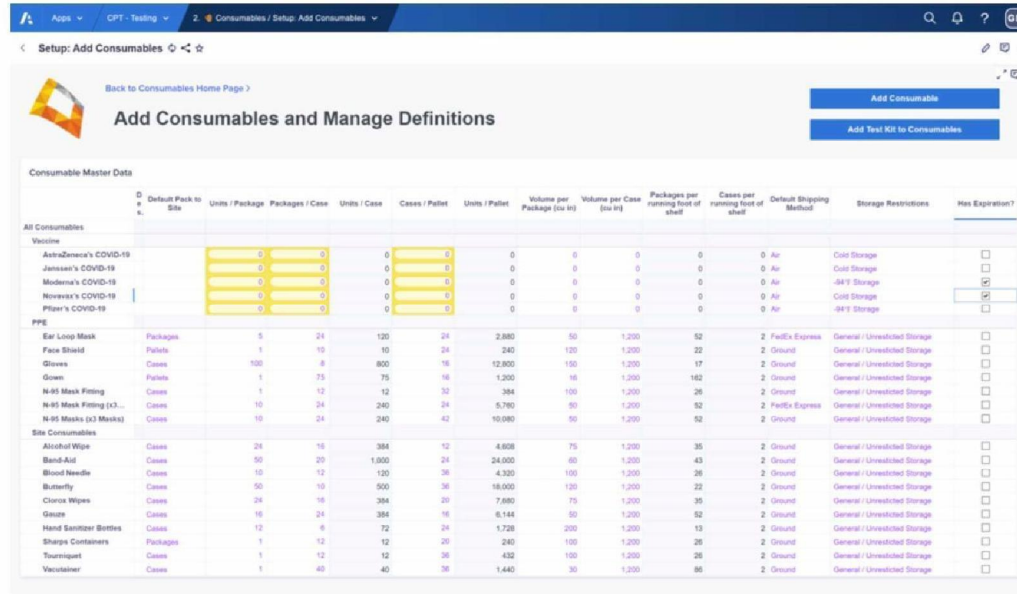 Apps CPT - Testing 2. Consumables / Setup: Add Consumables
Setup: Add Consumables
Back to Consumables Home Page >
Add Consumable
Add Consumables and Manage Definitions
Add Test Kit to Consumables
Consumable Master Data
D e s. Default Pack to Site Units / Package Packages / Case Units / Case Cases / Pallet Units / Pallet Volume per Package (cu in) Volume per Case (cu in) Packages per running foot of shelf Cases per running foot of shelf Default Shipping Method Storage Restrictions Has Expiration?
All Consumables
Vaccine
AstraZeneca's COVID-19 0 0 0 0 0 0 0 0 0 Air Cold Storage
Janssen's COVID-19 0 0 0 0 0 0 0 0 0 Air Cold Storage
Moderna's COVID-19 0 0 0 0 0 0 0 0 0 Air -94°F Storage
Novavax's COVID-19 0 0 0 0 0 0 0 0 0 Air Cold Storage
Pfizer's COVID-19 0 0 0 0 0 0 0 0 0 Air -94°F Storage
PPE
Ear Loop Mask Packages 5 24 120 24 2,880 50 1,200 52 2 FedEx Express General / Unrestricted Storage
Face Shield Pallets 1 10 10 24 240 120 1,200 22 2 Ground General / Unrestricted Storage
Gloves Cases 100 8 800 16 12,800 150 1,200 17 2 Ground General / Unrestricted Storage
Gown Pallets 1 75 75 16 1,200 16 1,200 162 2 Ground General / Unrestricted Storage
N-95 Mask Fitting Cases 1 12 12 32 384 100 1,200 26 2 Ground General / Unrestricted Storage
N-95 Mask Fitting (x3... Cases 10 24 240 24 5,760 50 1,200 52 2 FedEx Express General / Unrestricted Storage
N-95 Masks (x3 Masks) Cases 10 24 240 42 10,080 50 1,200 52 2 Ground General / Unrestricted Storage
Site Consumables
Alcohol Wipe Cases 24 16 384 12 4,608 75 1,200 35 2 Ground General / Unrestricted Storage
Band-Aid Cases 50 20 1,000 24 24,000 60 1,200 43 2 Ground General / Unrestricted Storage
Blood Needle Cases 10 12 120 36 4,320 100 1,200 26 2 Ground General / Unrestricted Storage
Butterfly Cases 50 10 500 36 18,000 120 1,200 22 2 Ground General / Unrestricted Storage
Clorox Wipes Cases 24 16 384 20 7,680 75 1,200 35 2 Ground General / Unrestricted Storage
Gauze Cases 16 24 384 16 6,144 50 1,200 52 2 Ground General / Unrestricted Storage
Hand Sanitizer Bottles Cases 12 6 72 24 1,728 200 1,200 13 2 Ground General / Unrestricted Storage
Sharps Containers Packages 1 12 12 20 240 100 1,200 26 2 Ground General / Unrestricted Storage
Tourniquet Cases 1 12 12 36 432 100 1,200 26 2 Ground General / Unrestricted Storage
Vacutainer Cases 1 40 40 36 1,440 30 1,200 86 2 Ground General / Unrestricted Storage